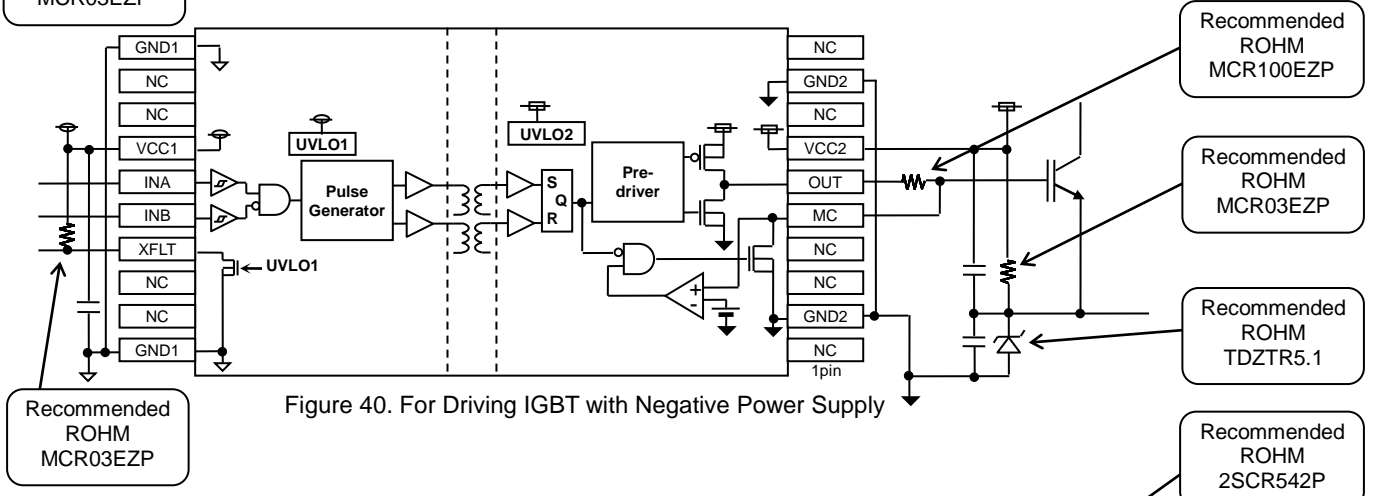 MCR03EZP
Recommended
ROHM
MCR100EZP
GND1
NC
NC
VCC1
INA
INB
XFLT
NC
NC
GND1
UVLO1
Pulse
Generator
UVLO1
UVLO2
S
Q
R
Pre-
driver
+
-
NC
GND2
NC
VCC2
OUT
MC
NC
NC
GND2
NC
1pin
Recommended
ROHM
MCR03EZP
Recommended
ROHM
TDZTR5.1
Recommended
ROHM
MCR03EZP
Figure 40. For Driving IGBT with Negative Power Supply
Recommended
ROHM
2SCR542P